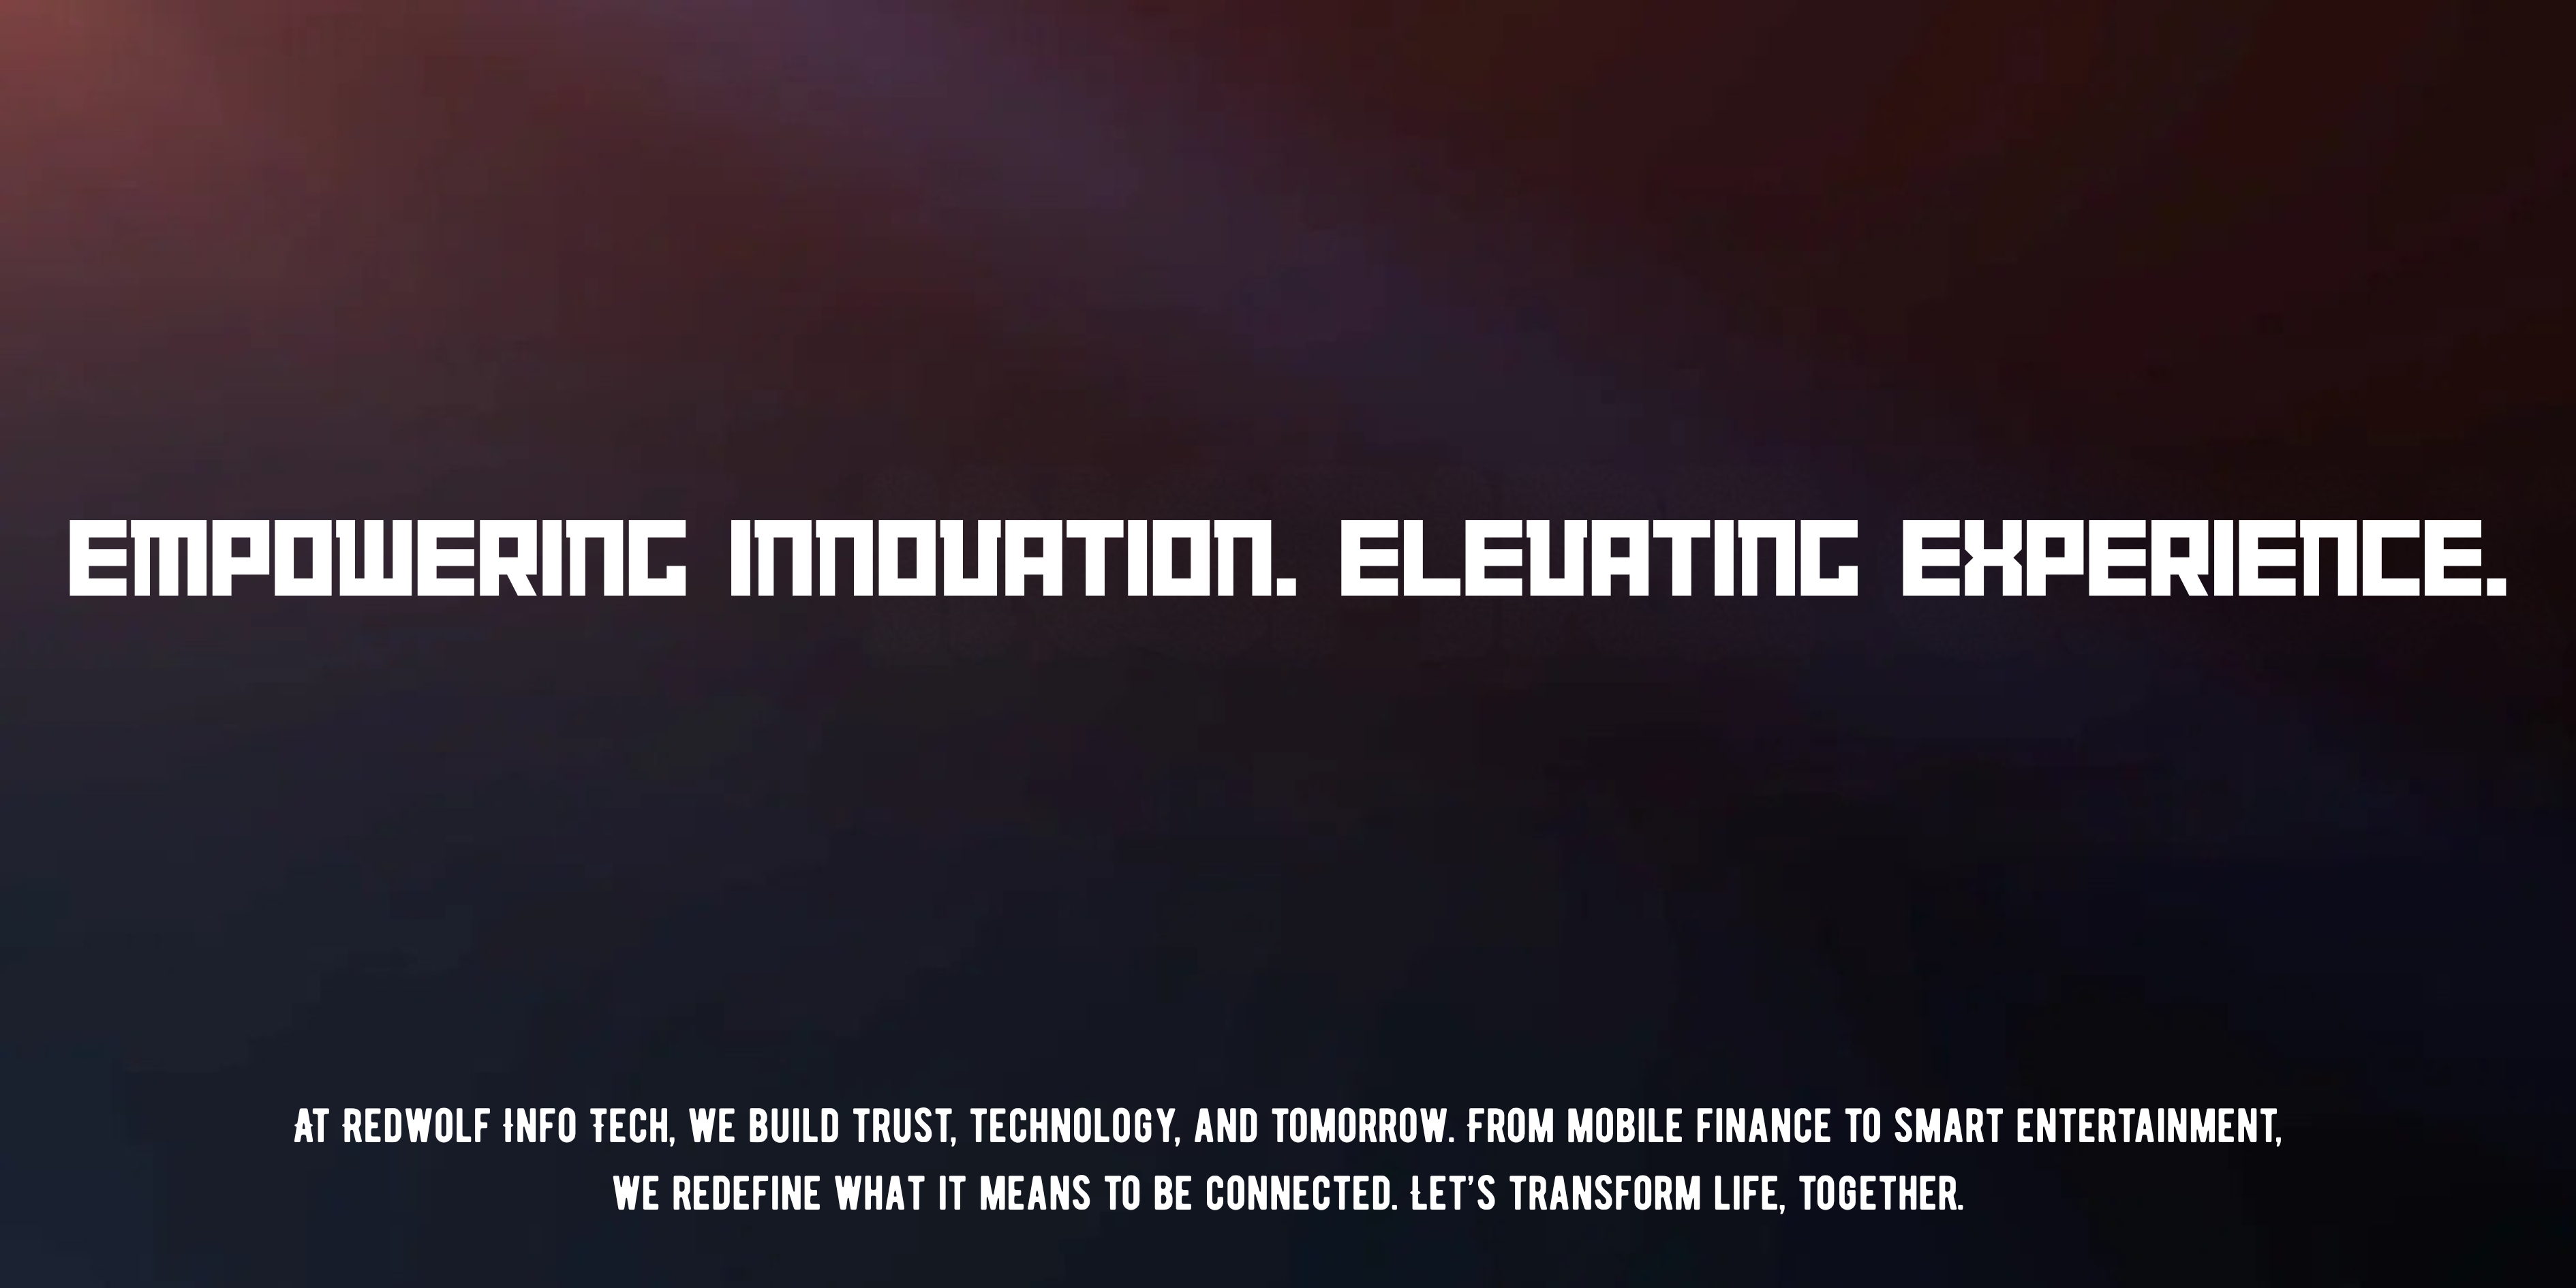 EMPOWERING INNOVATION. ELEVATING EXPERIENCE.
AT REDWOLF INFO TECH, WE BUILD TRUST, TECHNOLOGY, AND TOMORROW. FROM MOBILE FINANCE TO SMART ENTERTAINMENT,
WE REDEFINE WHAT IT MEANS TO BE CONNECTED. LET'S TRANSFORM LIFE, TOGETHER.